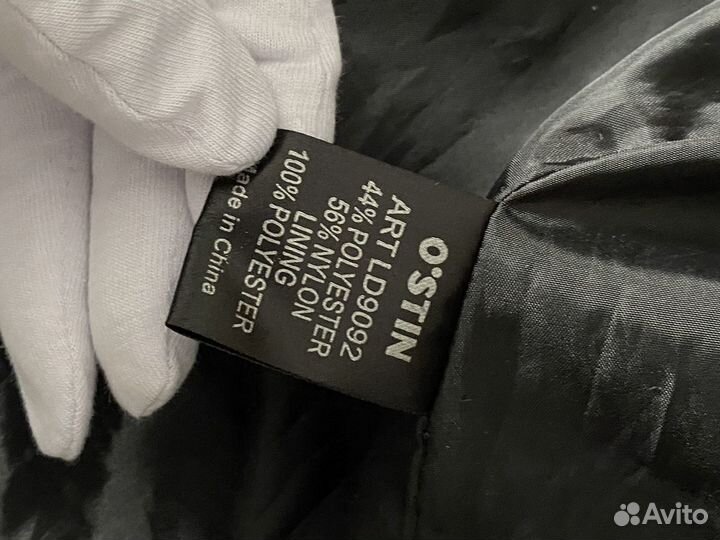 O'STIN
ART LD9092
44% POLYESTER
56% NYLON
LINING
100% POLYESTER
Made in China
Avito